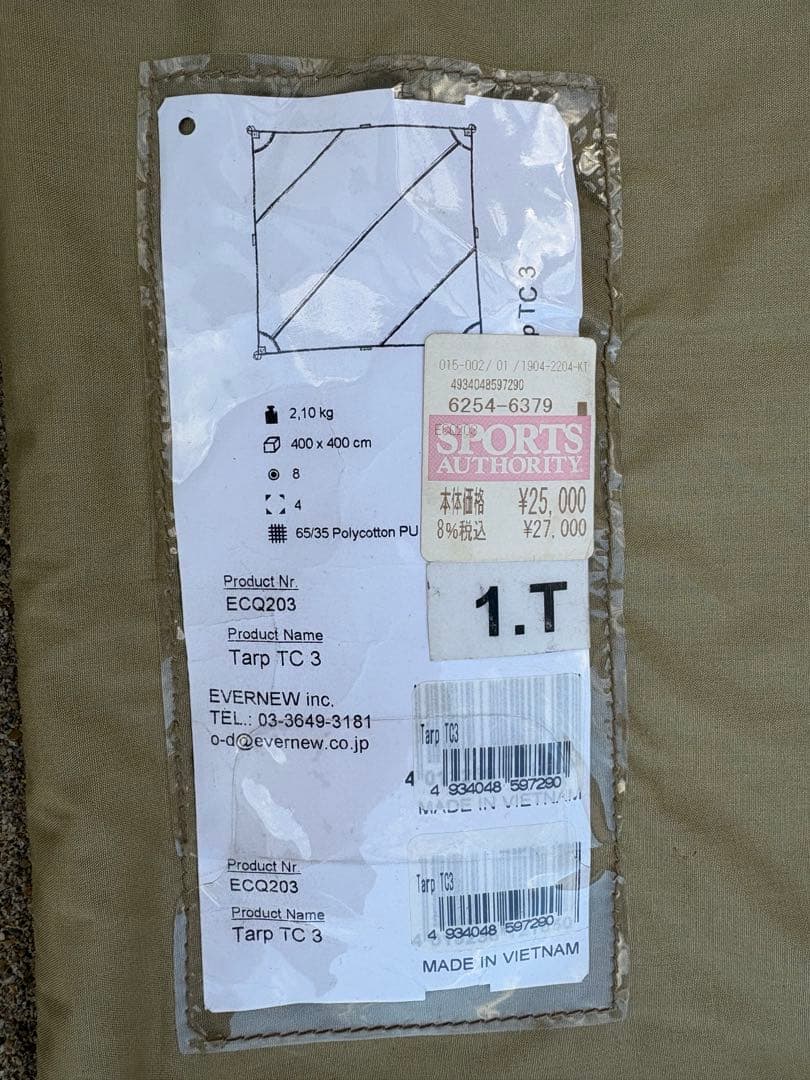 TC 3
015-002/ 01 /1904-2204-KT
4934048597290
6254-6379
SPORTS
AUTHORITY
本体価格 ¥25,000
8%税込 ¥27,000
2,10 kg
400 x 400 cm
8
4
65/35 Polycotton PU
1.T
Product Nr.
ECQ203
Product Name
Tarp TC 3
EVERNEW inc.
TEL.: 03-3649-3181
o-d@evernew.co.jp
Tarp TC3
4 934048 597290
MADE IN VIETNAM
Product Nr.
ECQ203
Product Name
Tarp TC 3
Tarp TC3
4 934048 597290
MADE IN VIETNAM